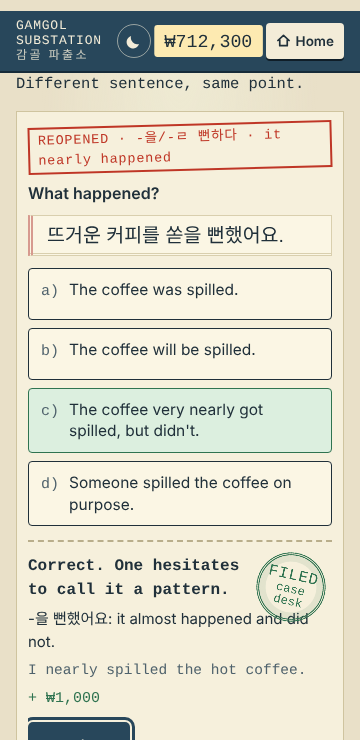 GAMGOL
SUBSTATION
감골 파출소
₩712,300
Home
Different sentence, same point.
REOPENED · -을/-ㄹ 뻔하다 · it
nearly happened
What happened?
뜨거운 커피를 쏟을 뻔했어요.
a) The coffee was spilled.
b) The coffee will be spilled.
c) The coffee very nearly got
spilled, but didn't.
d) Someone spilled the coffee on
purpose.
Correct. One hesitates
to call it a pattern.
FILED
case
desk
-을 뻔했어요: it almost happened and did
not.
I nearly spilled the hot coffee.
+ ₩1,000